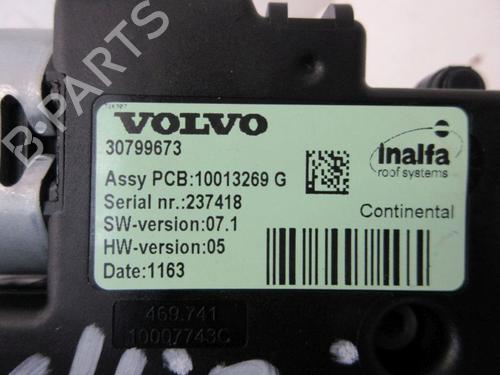 VOLVO
30799673
Assy PCB:10013269 G
Serial nr.:237418
SW-version:07.1
HW-version:05
Date:1163
inalfa
roof systems
Continental
469.741
10007743C
B PARTS